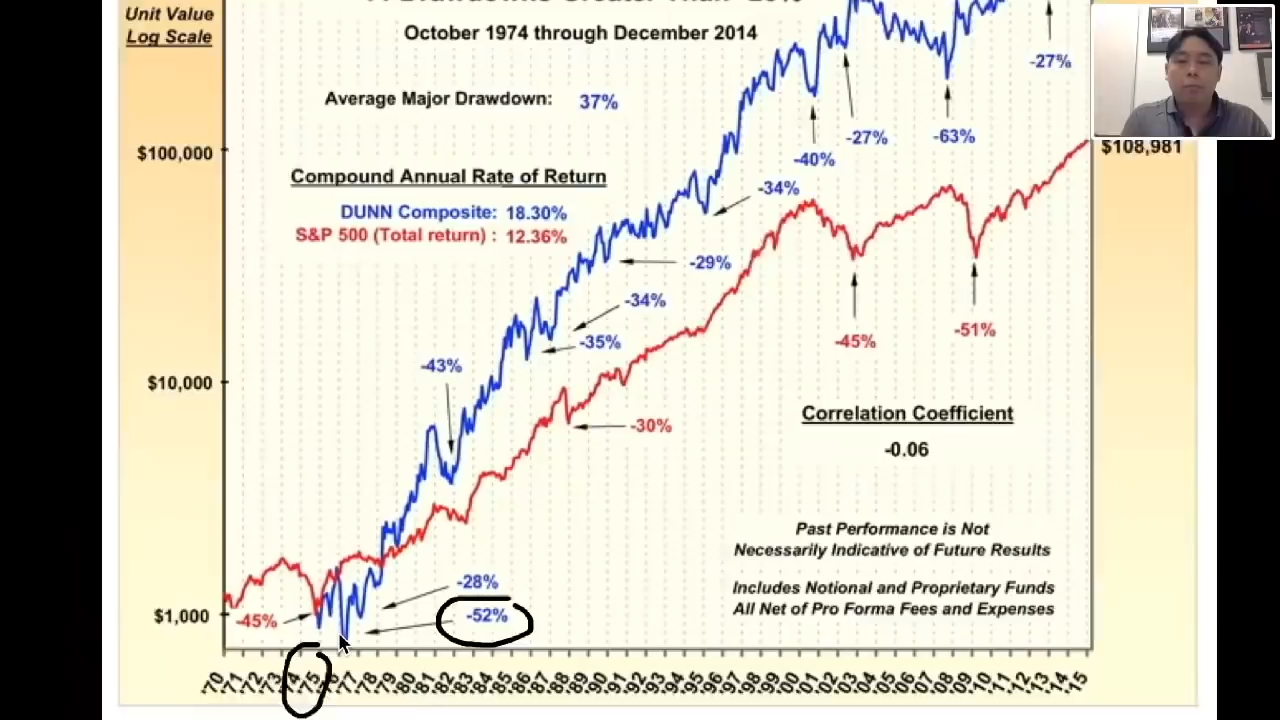 Unit Value
Log Scale
October 1974 through December 2014
-27%
Average Major Drawdown: 37%
-27%
-63%
-40%
$100,000
$108,981
Compound Annual Rate of Return
-34%
DUNN Composite: 18.30%
S&P 500 (Total return) : 12.36%
-29%
-34%
-45%
-51%
-35%
-43%
$10,000
Correlation Coefficient
-30%
-0.06
Past Performance is Not
Necessarily Indicative of Future Results
-28%
Includes Notional and Proprietary Funds
All Net of Pro Forma Fees and Expenses
-52%
$1,000
-45%
'70 '71 '72 '73 '74 '75 '76 '77 '78 '79 '80 '81 '82 '83 '84 '85 '86 '87 '88 '89 '90 '91 '92 '93 '94 '95 '96 '97 '98 '99 '00 '01 '02 '03 '04 '05 '06 '07 '08 '09 '10 '11 '12 '13 '14 '15